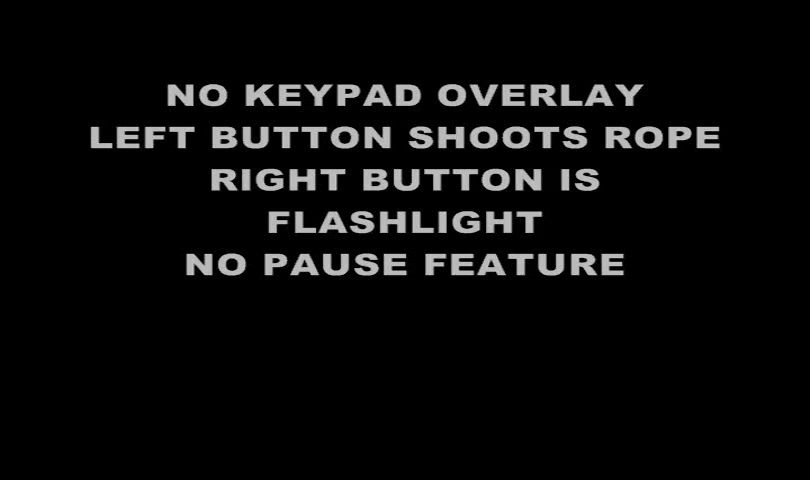 NO KEYPAD OVERLAY
LEFT BUTTON SHOOTS ROPE
RIGHT BUTTON IS
FLASHLIGHT
NO PAUSE FEATURE